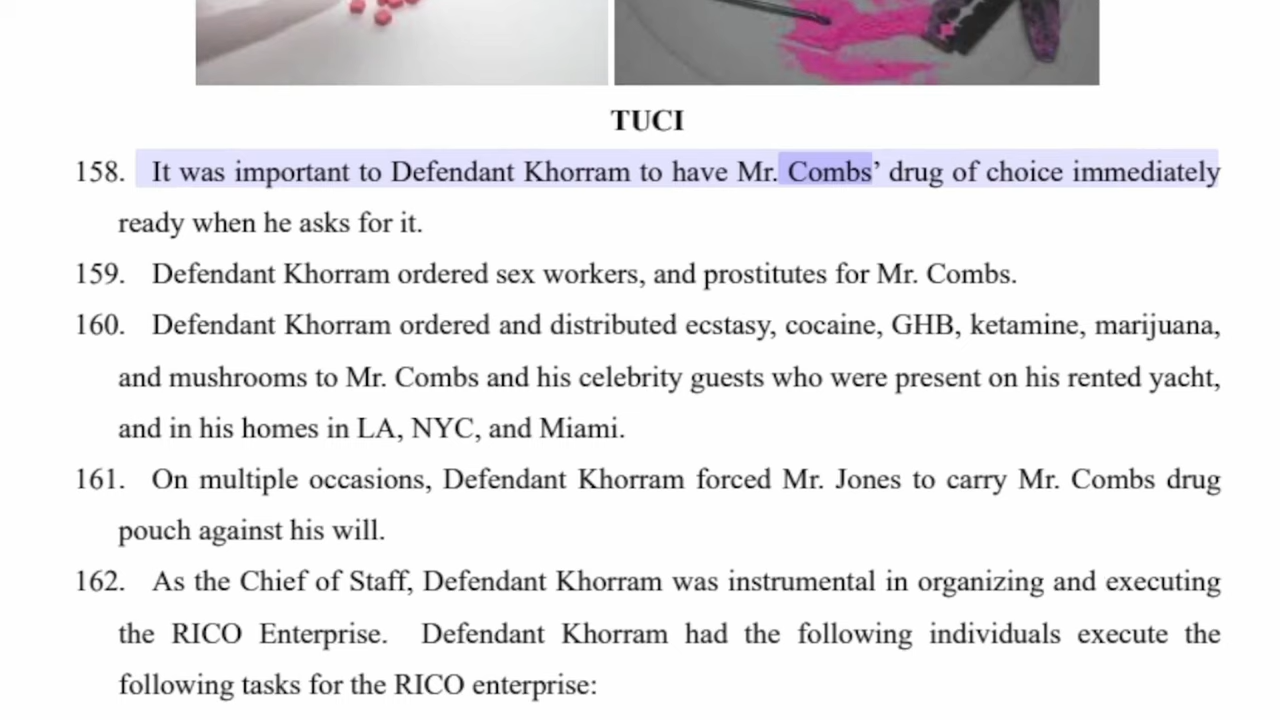 TUCI
158. It was important to Defendant Khorram to have Mr. Combs’ drug of choice immediately
ready when he asks for it.
159. Defendant Khorram ordered sex workers, and prostitutes for Mr. Combs.
160. Defendant Khorram ordered and distributed ecstasy, cocaine, GHB, ketamine, marijuana,
and mushrooms to Mr. Combs and his celebrity guests who were present on his rented yacht,
and in his homes in LA, NYC, and Miami.
161. On multiple occasions, Defendant Khorram forced Mr. Jones to carry Mr. Combs drug
pouch against his will.
162. As the Chief of Staff, Defendant Khorram was instrumental in organizing and executing
the RICO Enterprise. Defendant Khorram had the following individuals execute the
following tasks for the RICO enterprise: